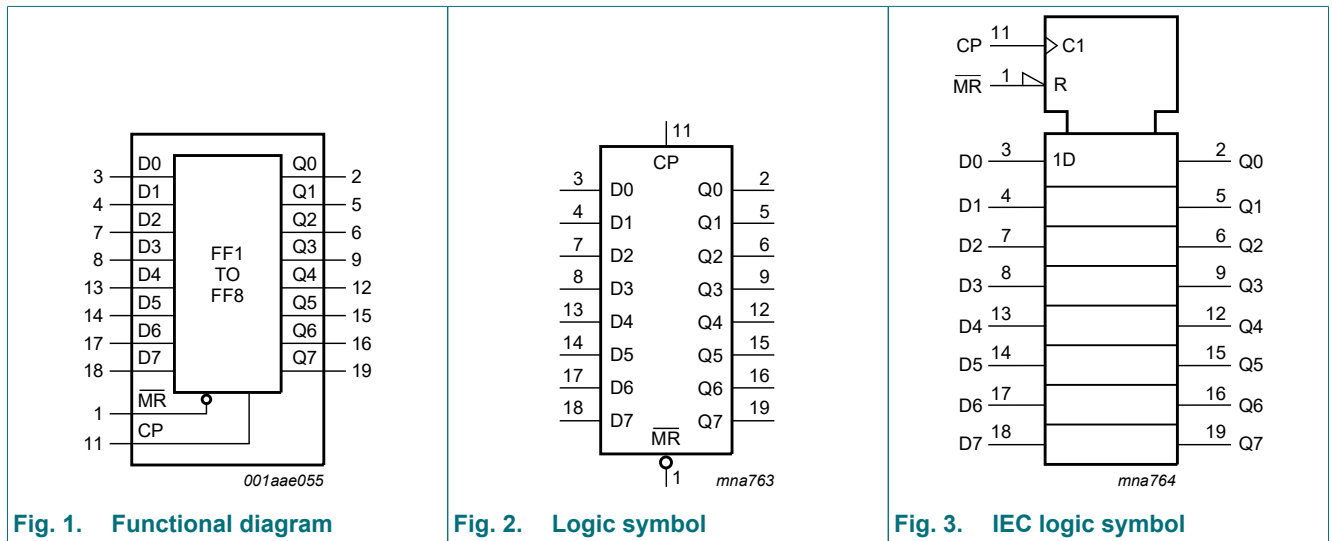 D0 Q0
3 2
D1 Q1
4 5
D2 Q2
7 6
D3 Q3
8 9
FF1
TO
FF8
D4 Q4
13 12
D5 Q5
14 15
D6 Q6
17 16
D7 Q7
18 19
M̅R̅
1
CP
11
001aae055
Fig. 1. Functional diagram
11
CP
3 D0 Q0 2
4 D1 Q1 5
7 D2 Q2 6
8 D3 Q3 9
13 D4 Q4 12
14 D5 Q5 15
17 D6 Q6 16
18 D7 Q7 19
M̅R̅
1
mna763
Fig. 2. Logic symbol
CP 11 C1
M̅R̅ 1 R
D0 3 1D 2 Q0
D1 4 5 Q1
D2 7 6 Q2
D3 8 9 Q3
D4 13 12 Q4
D5 14 15 Q5
D6 17 16 Q6
D7 18 19 Q7
mna764
Fig. 3. IEC logic symbol